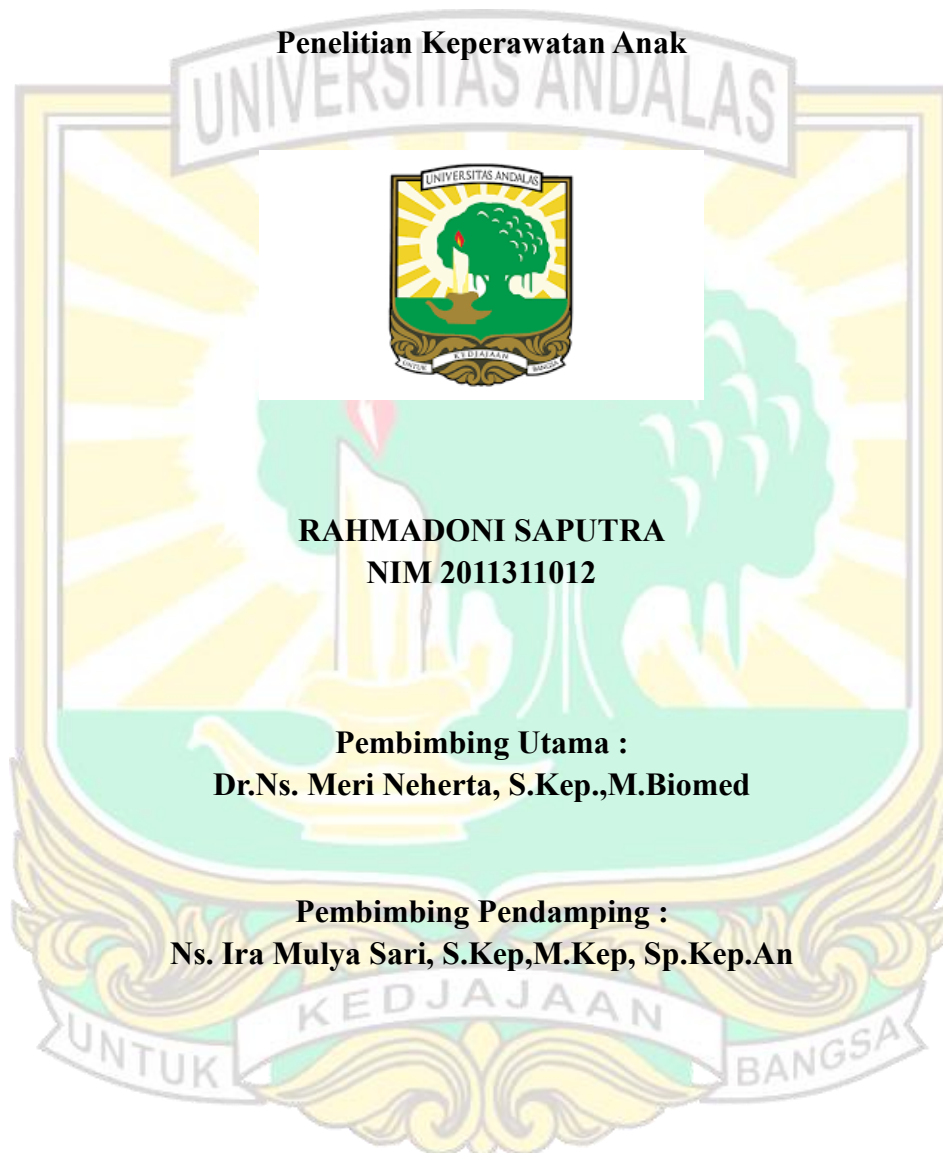 Penelitian Keperawatan Anak
UNIVERSITAS ANDALAS
UNIVERSITAS ANDALAS
UNTUK KEDJAJAAN BANGSA
RAHMADONI SAPUTRA
NIM 2011311012
Pembimbing Utama :
Dr.Ns. Meri Neherta, S.Kep.,M.Biomed
Pembimbing Pendamping :
Ns. Ira Mulya Sari, S.Kep,M.Kep, Sp.Kep.An
UNTUK KEDJAJAAN BANGSA